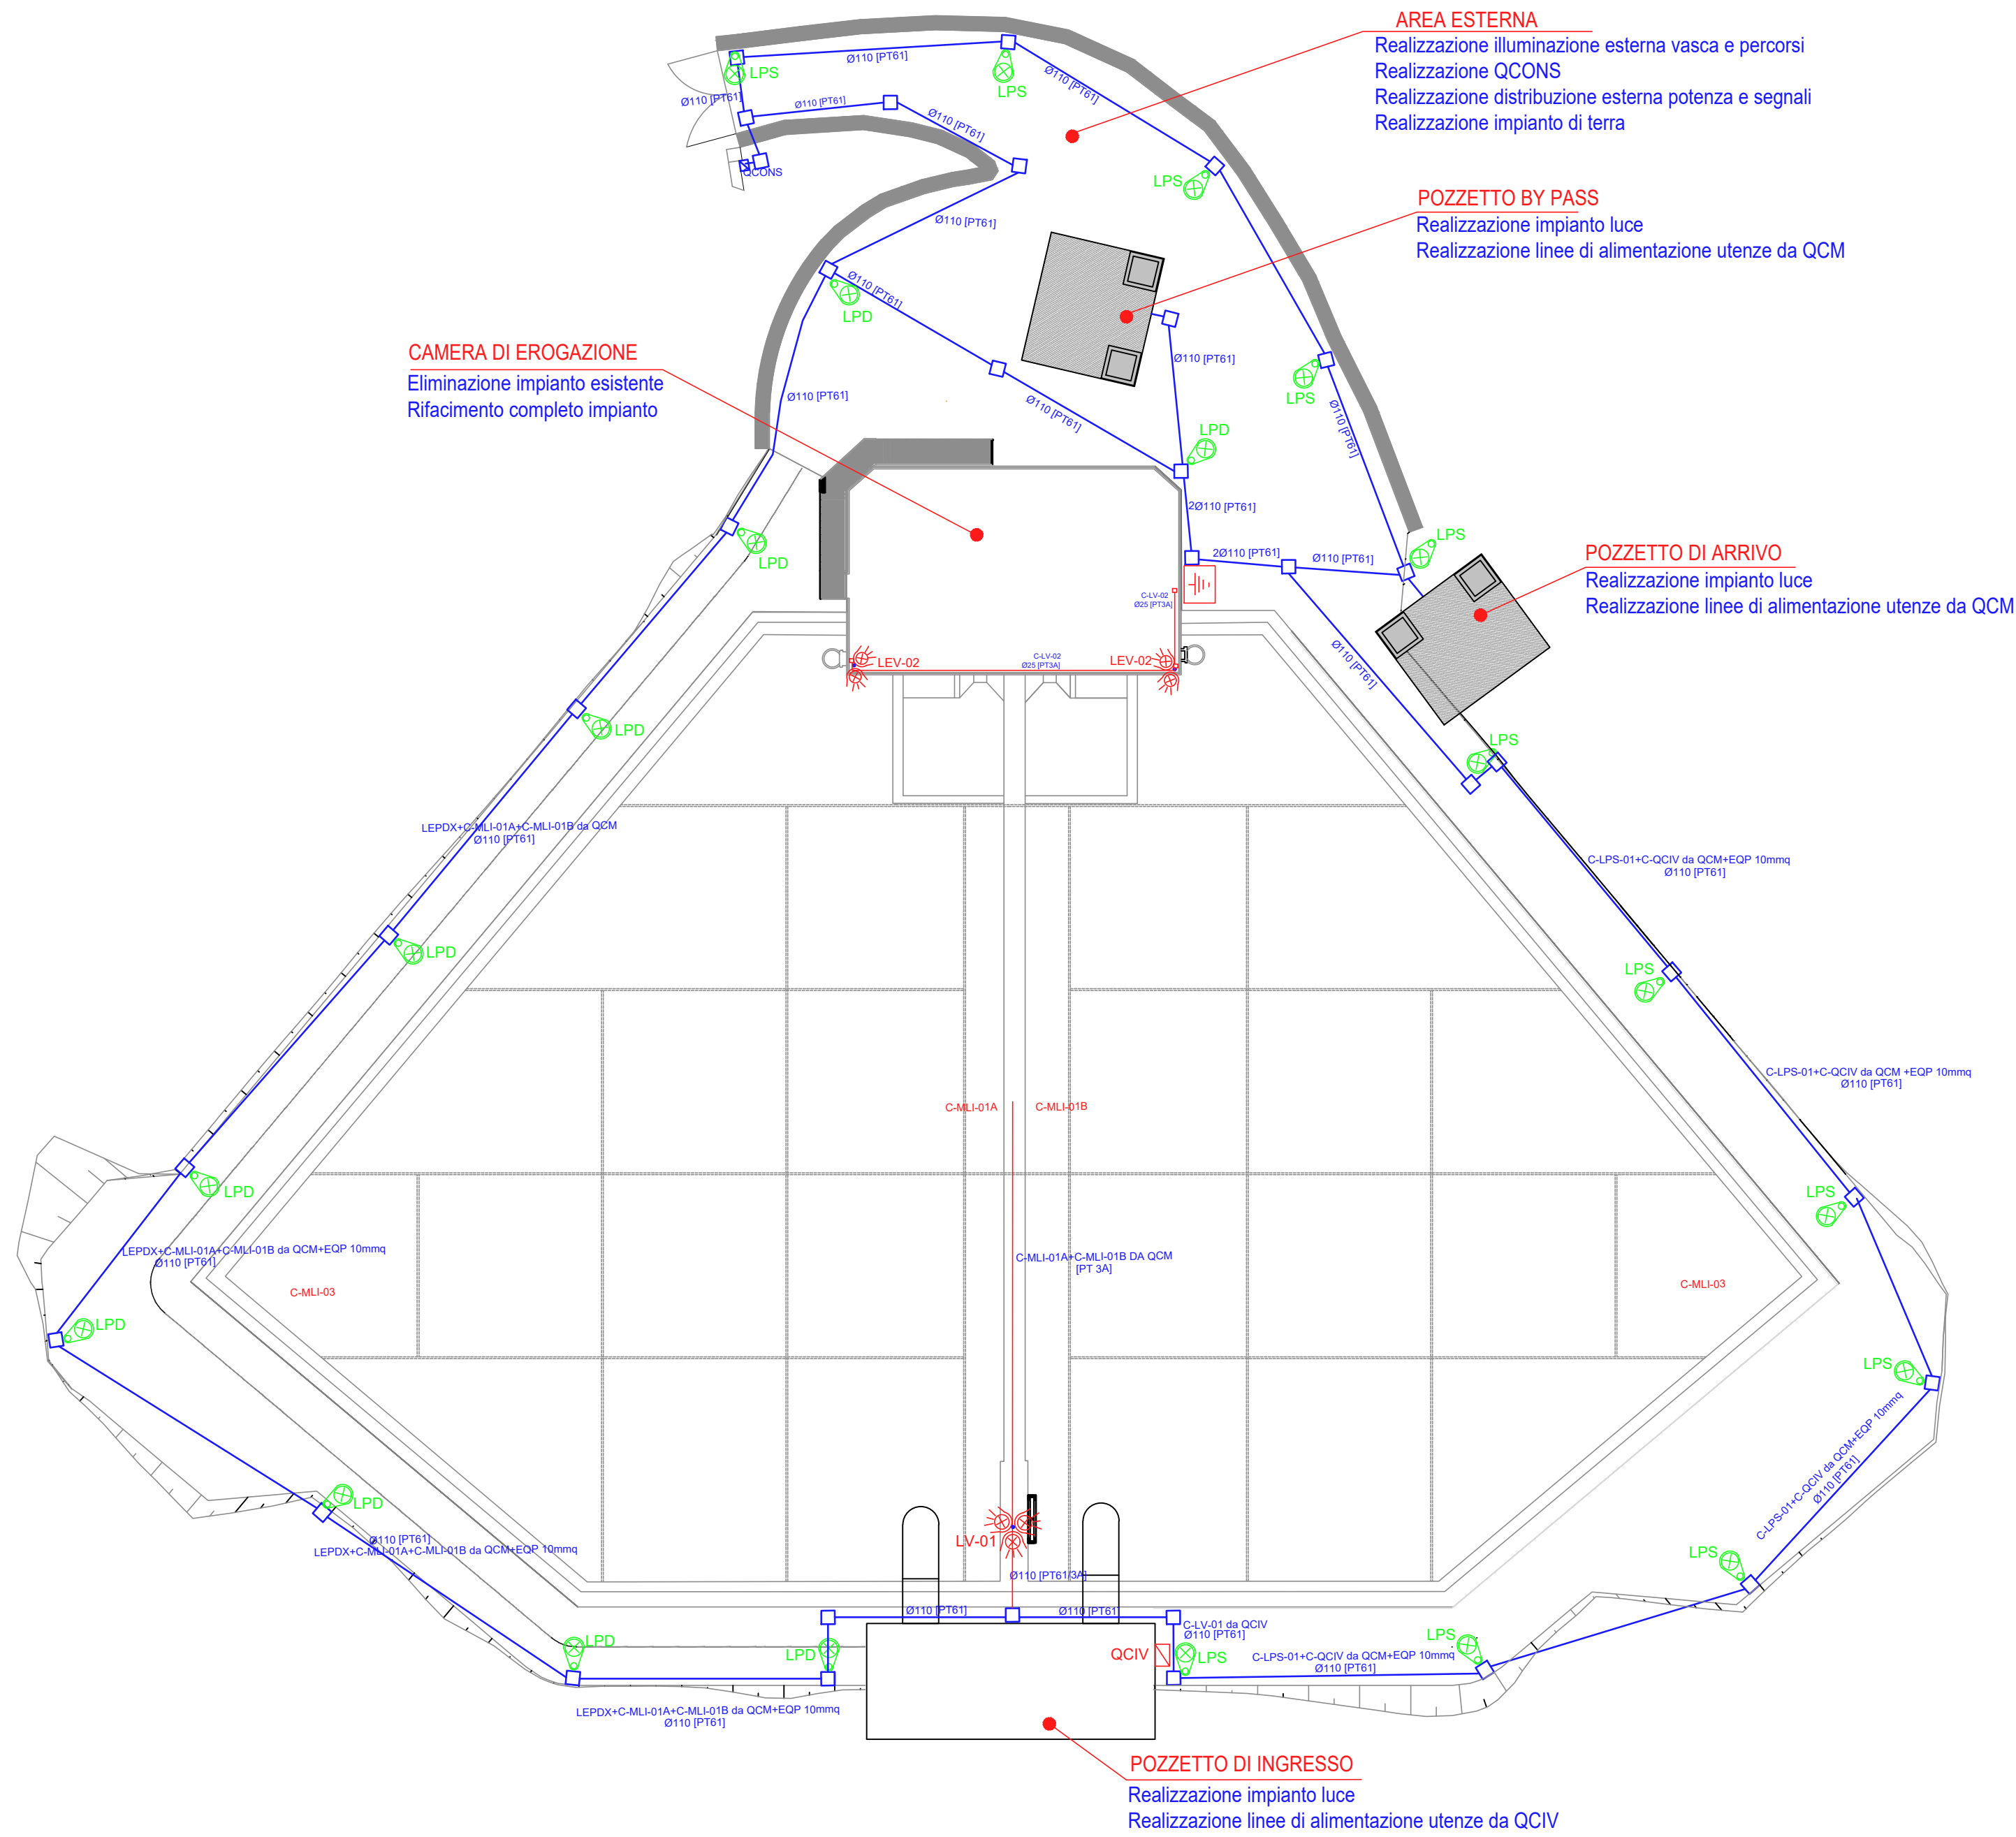 AREA ESTERNA
Realizzazione illuminazione esterna vasca e percorsi
Realizzazione QCONS
Realizzazione distribuzione esterna potenza e segnali
Realizzazione impianto di terra
Ø110 [PT61]
LPS
LPS
Ø110 [PT61]
Ø110 [PT61]
Ø110 [PT61]
Ø110 [PT61]
QCONS
LPS
POZZETTO BY PASS
Realizzazione impianto luce
Realizzazione linee di alimentazione utenze da QCM
Ø110 [PT61]
Ø110 [PT61]
LPD
CAMERA DI EROGAZIONE
Eliminazione impianto esistente
Rifacimento completo impianto
Ø110 [PT61]
Ø110 [PT61]
Ø110 [PT61]
LPS
Ø110 [PT61]
LPD
2Ø110 [PT61]
LPS
2Ø110 [PT61]
Ø110 [PT61]
LPD
POZZETTO DI ARRIVO
Realizzazione impianto luce
Realizzazione linee di alimentazione utenze da QCM
C-LV-02
Ø25 [PT3A]
LEV-02
C-LV-02
Ø25 [PT3A]
LEV-02
Ø110 [PT61]
LPD
LPS
LEPDX+C-MLI-01A+C-MLI-01B da QCM
Ø110 [PT61]
C-LPS-01+C-QCIV da QCM+EQP 10mmq
Ø110 [PT61]
LPD
LPS
C-LPS-01+C-QCIV da QCM +EQP 10mmq
Ø110 [PT61]
C-MLI-01A
C-MLI-01B
LPD
LPS
LEPDX+C-MLI-01A+C-MLI-01B da QCM+EQP 10mmq
Ø110 [PT61]
C-MLI-01A+C-MLI-01B DA QCM
[PT 3A]
C-MLI-03
C-MLI-03
LPD
LPS
C-LPS-01+C-QCIV da QCM+EQP 10mmq
Ø110 [PT61]
LPD
Ø110 [PT61]
LEPDX+C-MLI-01A+C-MLI-01B da QCM+EQP 10mmq
LV-01
LPS
Ø110 [PT61/3A]
Ø110 [PT61]
Ø110 [PT61]
C-LV-01 da QCIV
Ø110 [PT61]
LPD
LPD
QCIV
LPS
LPS
C-LPS-01+C-QCIV da QCM+EQP 10mmq
Ø110 [PT61]
LEPDX+C-MLI-01A+C-MLI-01B da QCM+EQP 10mmq
Ø110 [PT61]
POZZETTO DI INGRESSO
Realizzazione impianto luce
Realizzazione linee di alimentazione utenze da QCIV